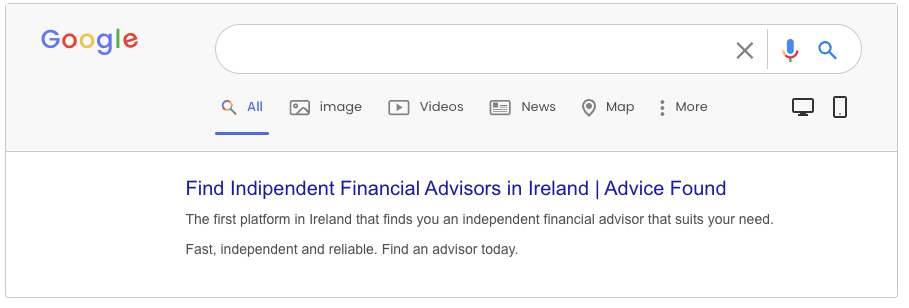 Google
All image Videos News Map More
Find Indipendent Financial Advisors in Ireland | Advice Found
The first platform in Ireland that finds you an independent financial advisor that suits your need.
Fast, independent and reliable. Find an advisor today.